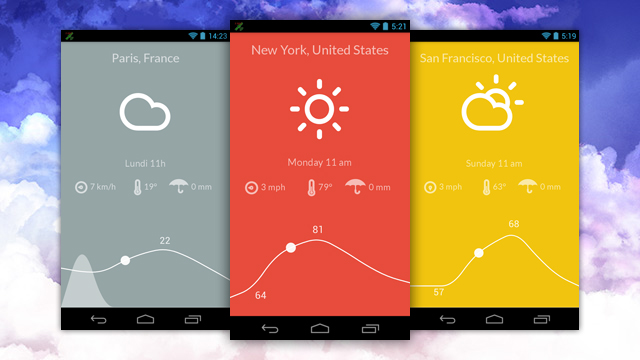 14:23
Paris, France
Lundi 11h
7 km/h
19°
0 mm
22
5:21
New York, United States
Monday 11 am
3 mph
79°
0 mm
81
64
5:19
San Francisco, United States
Sunday 11 am
3 mph
63°
0 mm
68
57